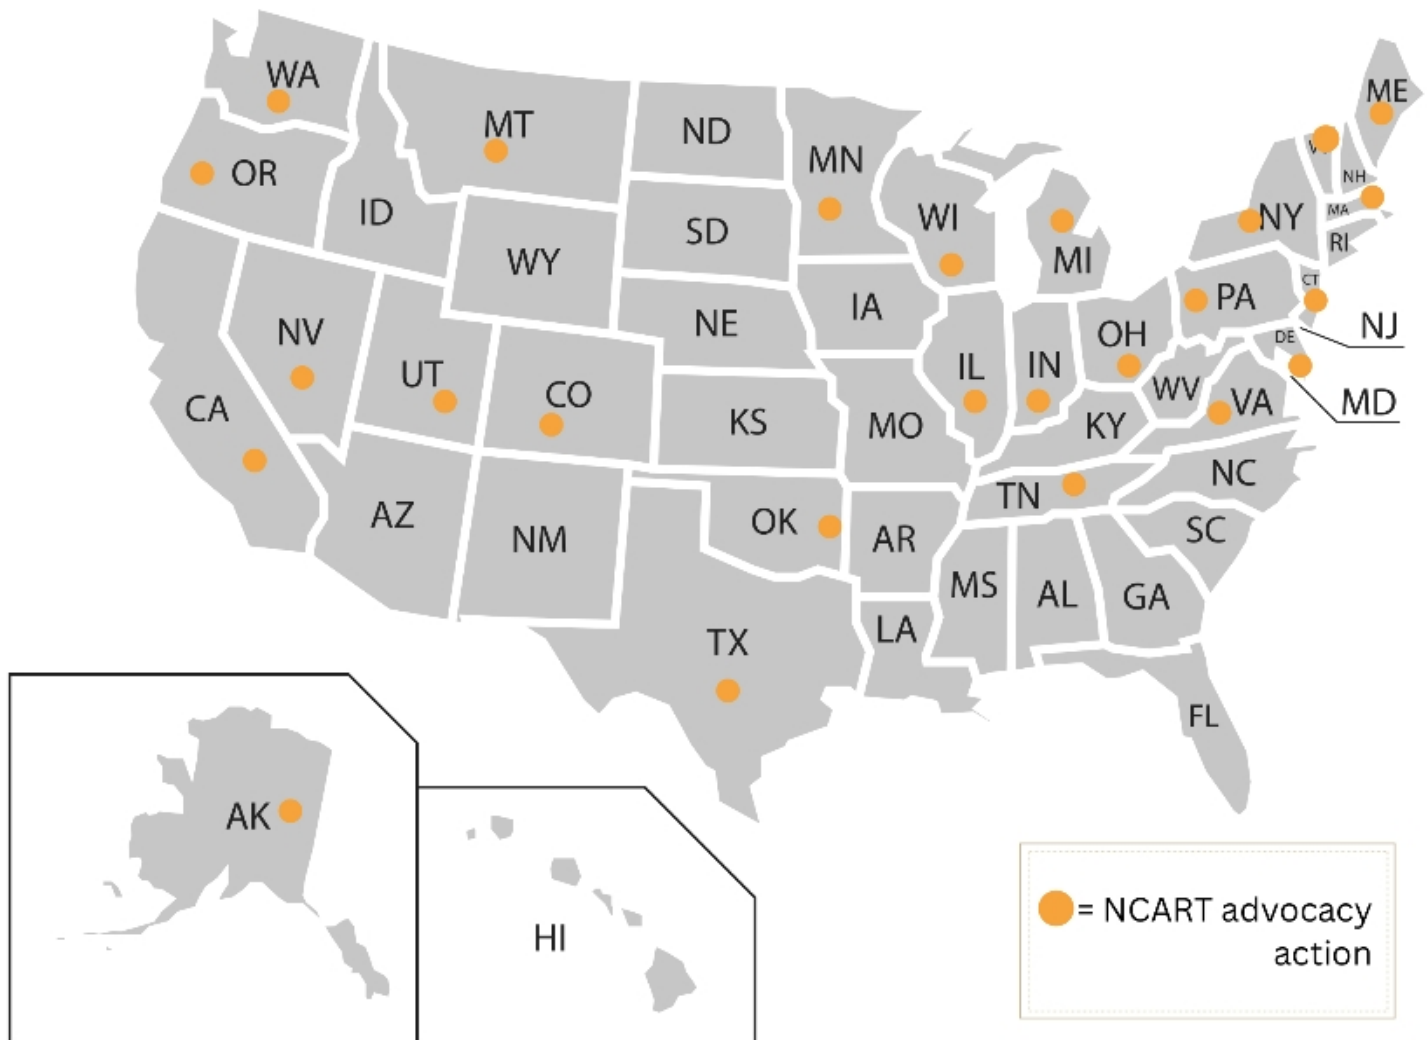 WA
MT
ND
MN
ME
OR
ID
SD
WI
MI
NY
NH
MA
RI
WY
NE
IA
PA
CT
NJ
NV
UT
CO
KS
MO
IL
IN
OH
WV
VA
DE
MD
CA
KY
AZ
NM
OK
AR
TN
NC
SC
MS
AL
GA
TX
LA
FL
AK
HI
= NCART advocacy
action